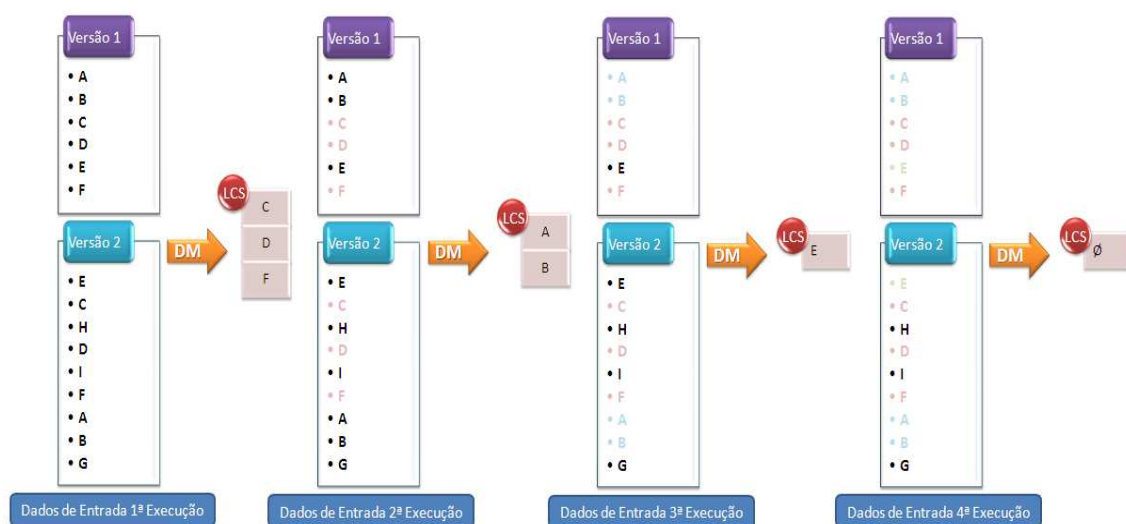 Versão 1
• A
• B
• C
• D
• E
• F
Versão 2
• E
• C
• H
• D
• I
• F
• A
• B
• G
Dados de Entrada 1ª Execução
DM
LCS
C
D
F
Versão 1
• A
• B
• C
• D
• E
• F
Versão 2
• E
• C
• H
• D
• I
• F
• A
• B
• G
Dados de Entrada 2ª Execução
DM
LCS
A
B
Versão 1
• A
• B
• C
• D
• E
• F
Versão 2
• E
• C
• H
• D
• I
• F
• A
• B
• G
Dados de Entrada 3ª Execução
DM
LCS
E
Versão 1
• A
• B
• C
• D
• E
• F
Versão 2
• E
• C
• H
• D
• I
• F
• A
• B
• G
Dados de Entrada 4ª Execução
DM
LCS
Ø